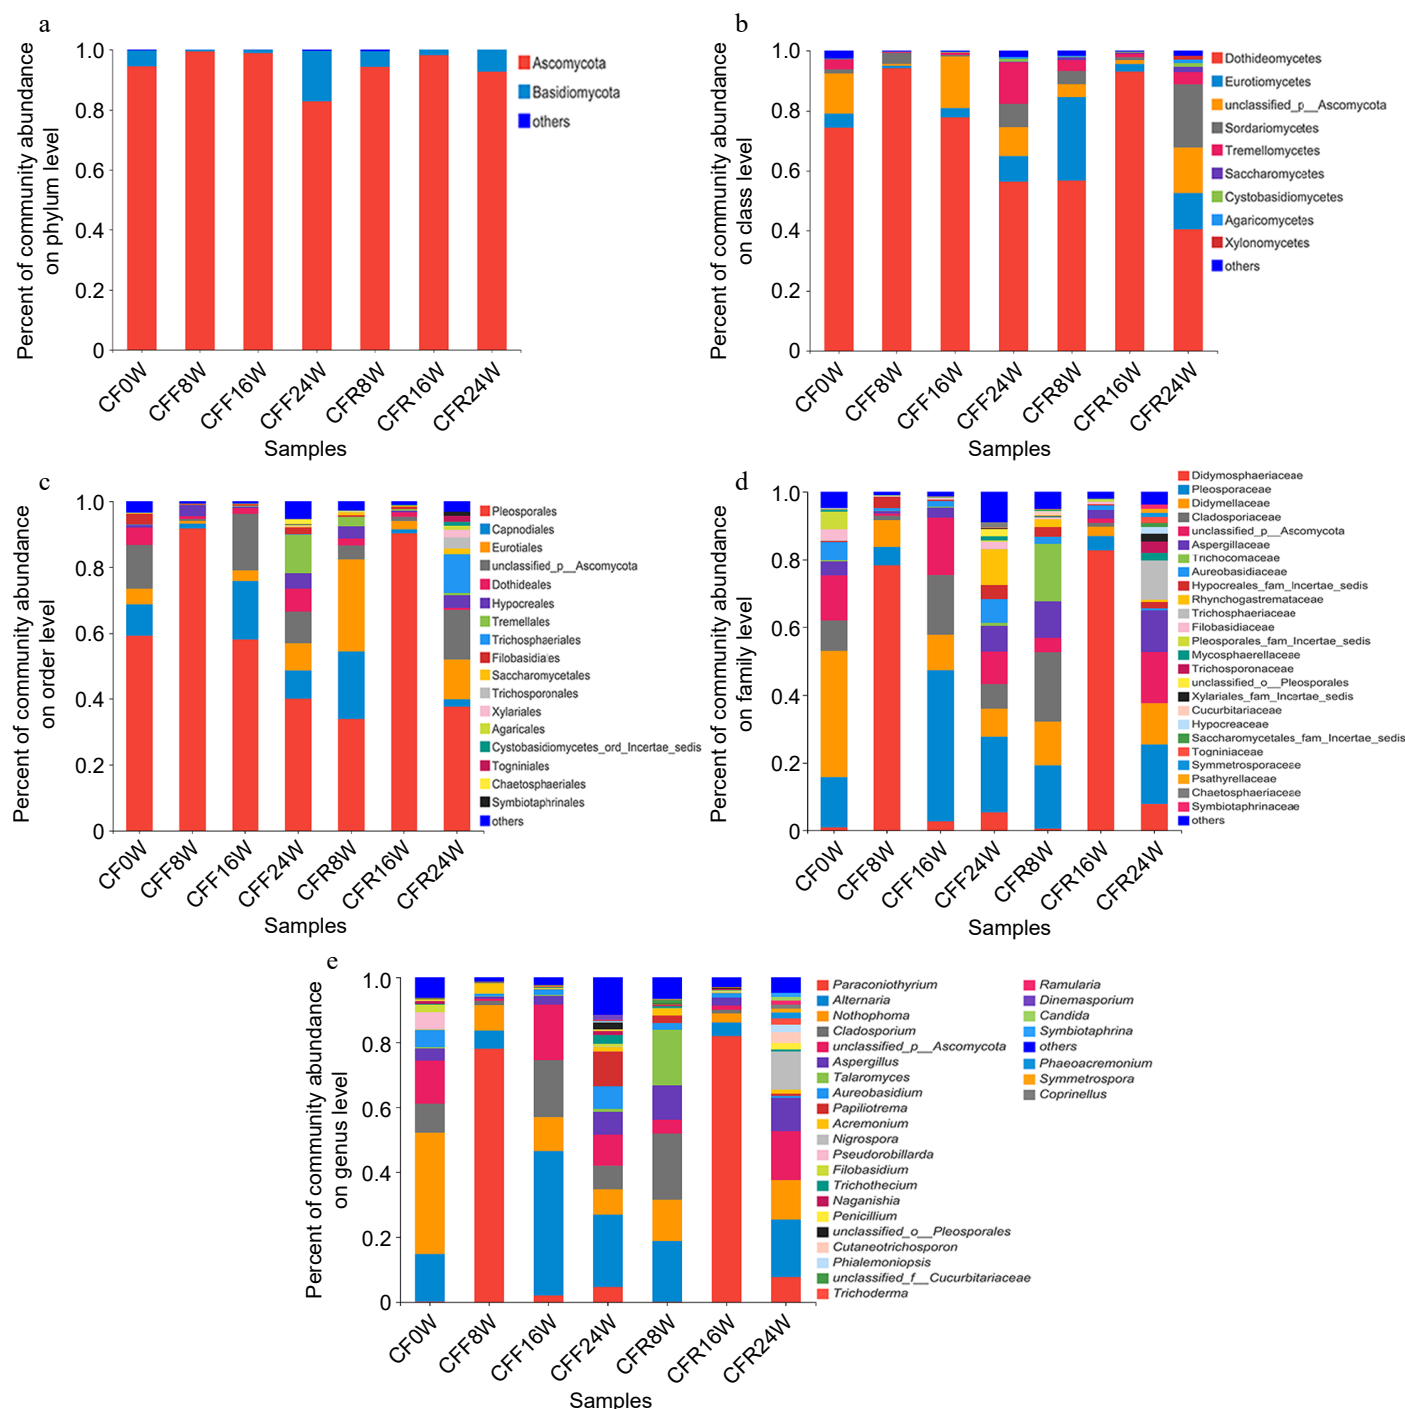 a
Percent of community abundance
on phylum level
1.0
0.8
0.6
0.4
0.2
0
CF0W
CFF8W
CFF16W
CFF24W
CFR8W
CFR16W
CFR24W
Samples
Ascomycota
Basidiomycota
others
b
Percent of community abundance
on class level
1.0
0.8
0.6
0.4
0.2
0
CF0W
CFF8W
CFF16W
CFF24W
CFR8W
CFR16W
CFR24W
Samples
Dothideomycetes
Eurotiomycetes
unclassified_p__Ascomycota
Sordariomycetes
Tremellomycetes
Saccharomycetes
Cystobasidiomycetes
Agaricomycetes
Xylonomycetes
others
c
Percent of community abundance
on order level
1.0
0.8
0.6
0.4
0.2
0
CF0W
CFF8W
CFF16W
CFF24W
CFR8W
CFR16W
CFR24W
Samples
Pleosporales
Capnodiales
Eurotiales
unclassified_p__Ascomycota
Dothideales
Hypocreales
Tremellales
Trichosphaeriales
Filobasidiales
Saccharomycetales
Trichosporonales
Xylariales
Agaricales
Cystobasidiomycetes_ord_Incertae_sedis
Togniniales
Chaetosphaeriales
Symbiotaphrinales
others
d
Percent of community abundance
on family level
1.0
0.8
0.6
0.4
0.2
0
CF0W
CFF8W
CFF16W
CFF24W
CFR8W
CFR16W
CFR24W
Samples
Didymosphaeriaceae
Pleosporaceae
Didymellaceae
Cladosporiaceae
unclassified_p__Ascomycota
Aspergillaceae
Trichocomaceae
Aureobasidiaceae
Hypocreales_fam_Incertae_sedis
Rhynchogastremataceae
Trichosphaeriaceae
Filobasidiaceae
Pleosporales_fam_Incertae_sedis
Mycosphaerellaceae
Trichosporonaceae
unclassified_o__Pleosporales
Xylariales_fam_Incertae_sedis
Cucurbitariaceae
Hypocreaceae
Saccharomycetales_fam_Incertae_sedis
Togniniaceae
Symmetrosporaceae
Psathyrellaceae
Chaetosphaeriaceae
Symbiotaphrinaceae
others
e
Percent of community abundance
on genus level
1.0
0.8
0.6
0.4
0.2
0
CF0W
CFF8W
CFF16W
CFF24W
CFR8W
CFR16W
CFR24W
Samples
Paraconiothyrium
Alternaria
Nothophoma
Cladosporium
unclassified_p__Ascomycota
Aspergillus
Talaromyces
Aureobasidium
Papiliotrema
Acremonium
Nigrospora
Pseudorobillarda
Filobasidium
Trichothecium
Naganishia
Penicillium
unclassified_o__Pleosporales
Cutaneotrichosporon
Phialemoniopsis
unclassified_f__Cucurbitariaceae
Trichoderma
Ramularia
Dinemasporium
Candida
Symbiotaphrina
others
Phaeoacremonium
Symmetrospora
Coprinellus